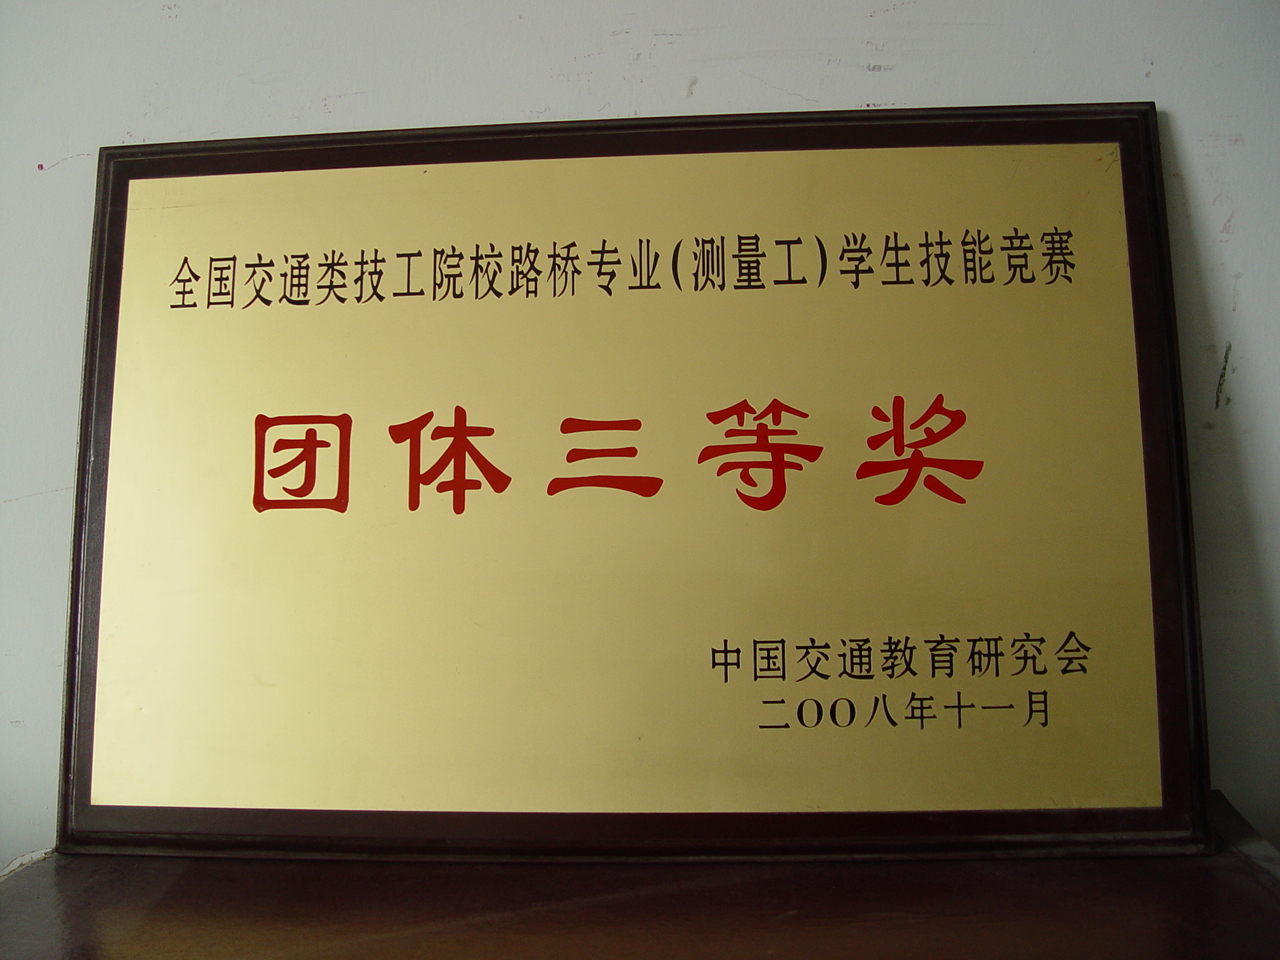 全国交通类技工院校路桥专业(测量工)学生技能竞赛
团体三等奖
中国交通教育研究会
二OO八年十一月